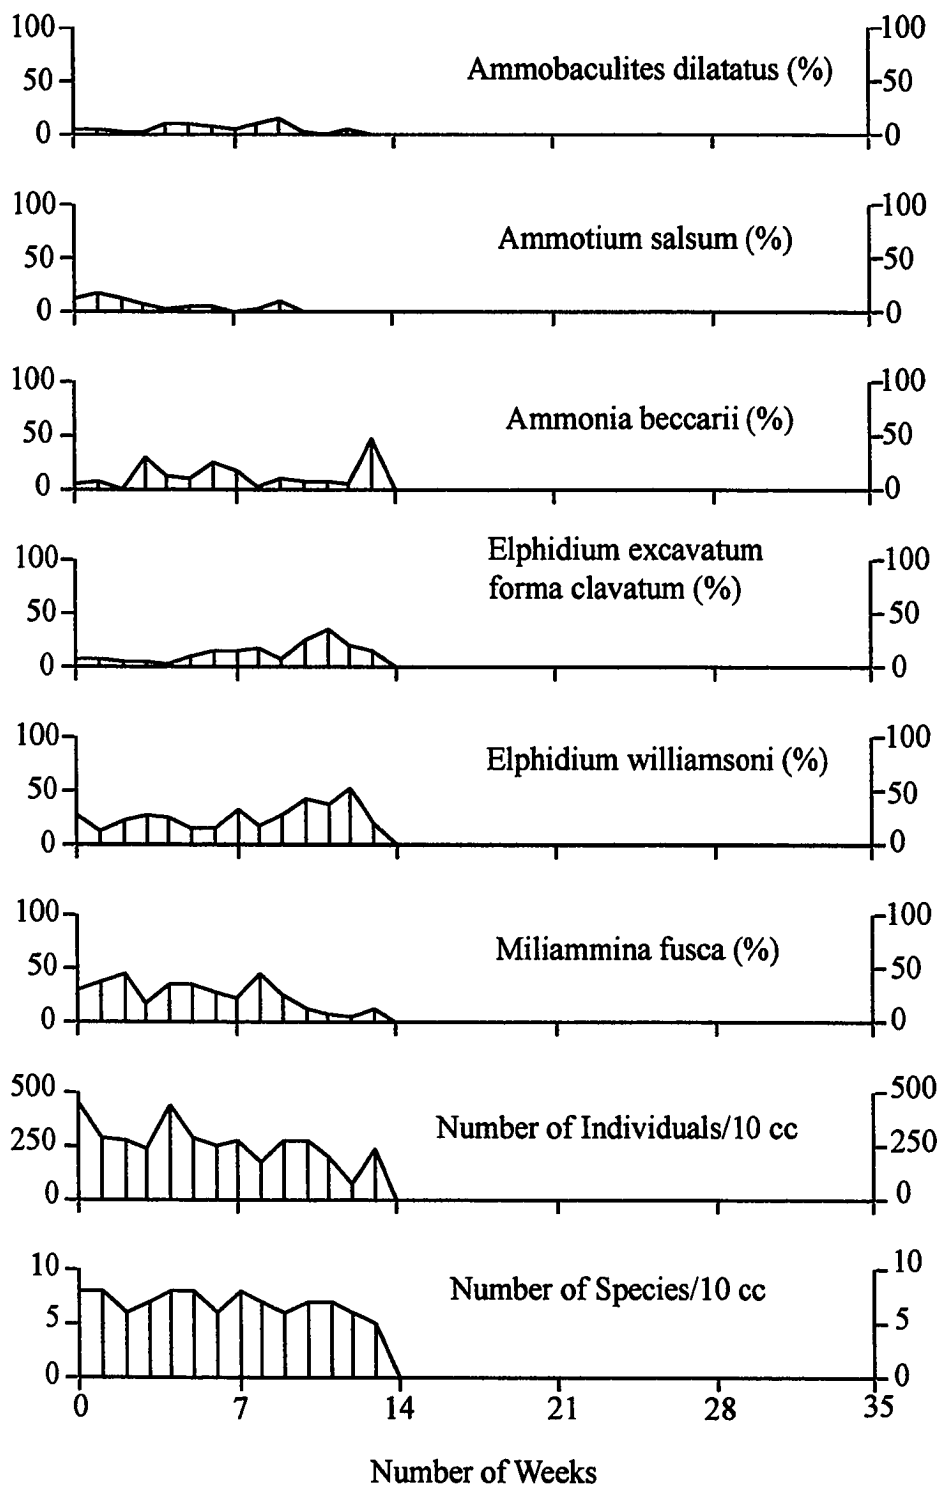 100 100
Ammobaculites dilatatus (%)
50 50
0 0
100 100
Ammotium salsum (%)
50 50
0 0
100 100
Ammonia beccarii (%)
50 50
0 0
Elphidium excavatum
100 100
forma clavatum (%)
50 50
0 0
100 100
Elphidium williamsoni (%)
50 50
0 0
100 100
Miliammina fusca (%)
50 50
0 0
500 500
Number of Individuals/10 cc
250 250
0 0
10 10
Number of Species/10 cc
5 5
0 0
0 7 14 21 28 35
Number of Weeks